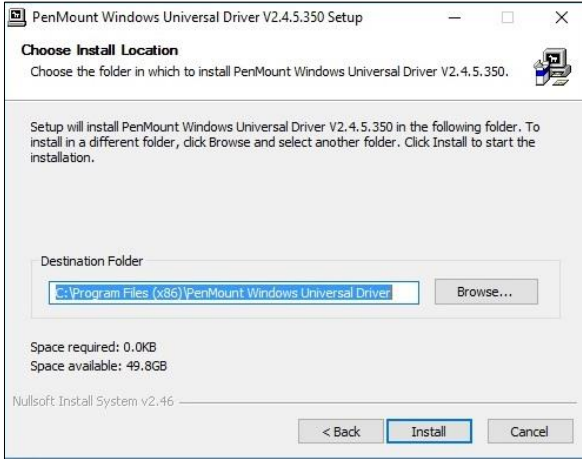 PenMount Windows Universal Driver V2.4.5.350 Setup
Choose Install Location
Choose the folder in which to install PenMount Windows Universal Driver V2.4.5.350.
Setup will install PenMount Windows Universal Driver V2.4.5.350 in the following folder. To
install in a different folder, click Browse and select another folder. Click Install to start the
installation.
Destination Folder
C:\Program Files (x86)\PenMount Windows Universal Driver
Browse...
Space required: 0.0KB
Space available: 49.8GB
Nullsoft Install System v2.46
< Back Install Cancel